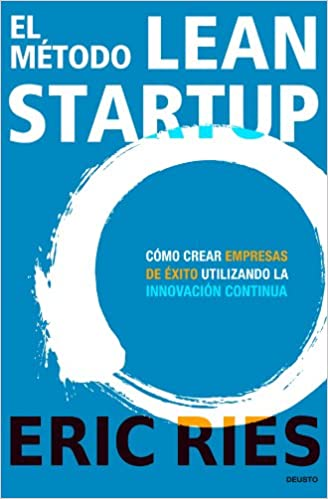 EL
MÉTODO LEAN
STARTUP
CÓMO CREAR EMPRESAS
DE ÉXITO UTILIZANDO LA
INNOVACIÓN CONTINUA
ERIC RIES
DEUSTO